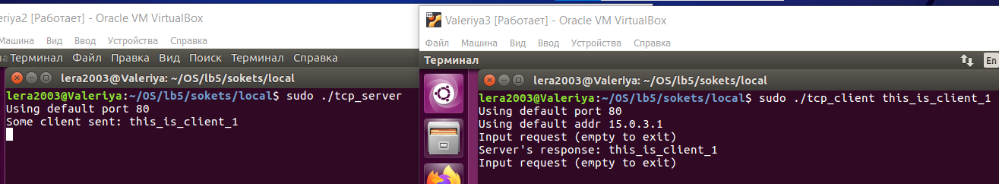 eriya2 [Работает] - Oracle VM VirtualBox
Машина Вид Ввод Устройства Справка
Терминал Файл Правка Вид Поиск Терминал Справка
lera2003@Valeriya: ~/OS/lb5/sokets/local
lera2003@Valeriya:~/OS/lb5/sokets/local$ sudo ./tcp_server
Using default port 80
Some client sent: this_is_client_1
Valeriya3 [Работает] - Oracle VM VirtualBox
Файл Машина Вид Ввод Устройства Справка
Терминал
En
lera2003@Valeriya: ~/OS/lb5/sokets/local
lera2003@Valeriya:~/OS/lb5/sokets/local$ sudo ./tcp_client this_is_client_1
Using default port 80
Using default addr 15.0.3.1
Input request (empty to exit)
Server's response: this_is_client_1
Input request (empty to exit)